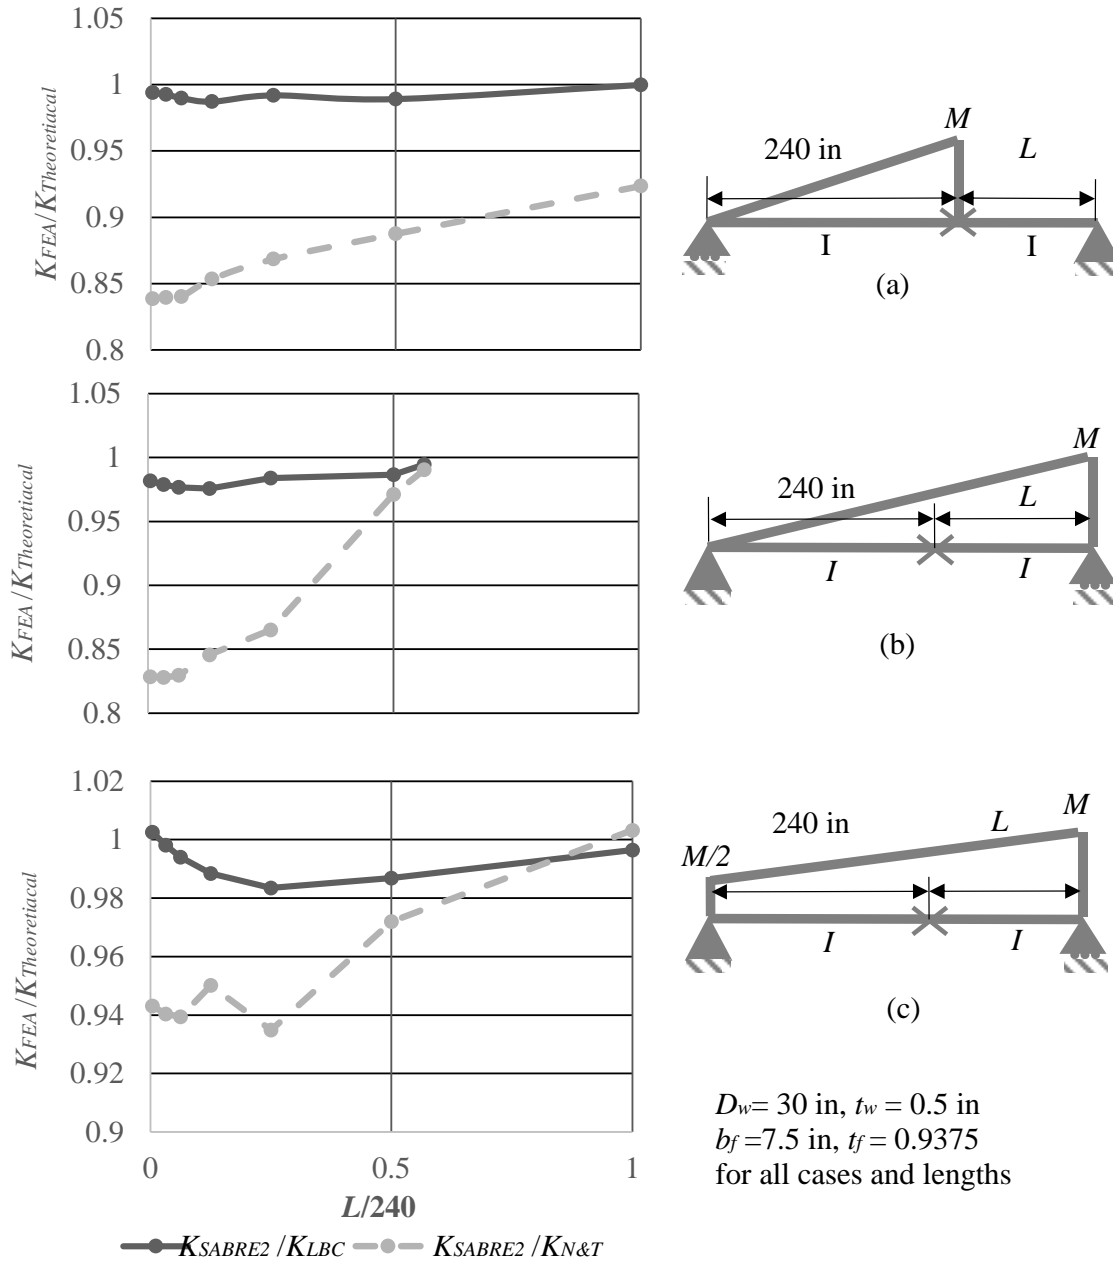 1.05
1
0.95
0.9
0.85
0.8
KFEA/KTheoretiacal
M
240 in
L
I
I
(a)
1.05
1
0.95
0.9
0.85
0.8
KFEA/KTheoretiacal
M
240 in
L
I
I
(b)
1.02
1
0.98
0.96
0.94
0.92
0.9
KFEA/KTheoretiacal
0
0.5
1
L/240
M
240 in
L
M/2
I
I
(c)
Dw= 30 in, tw = 0.5 in
bf =7.5 in, tf = 0.9375
for all cases and lengths
KSABRE2 /KLBC
KSABRE2 /KN&T